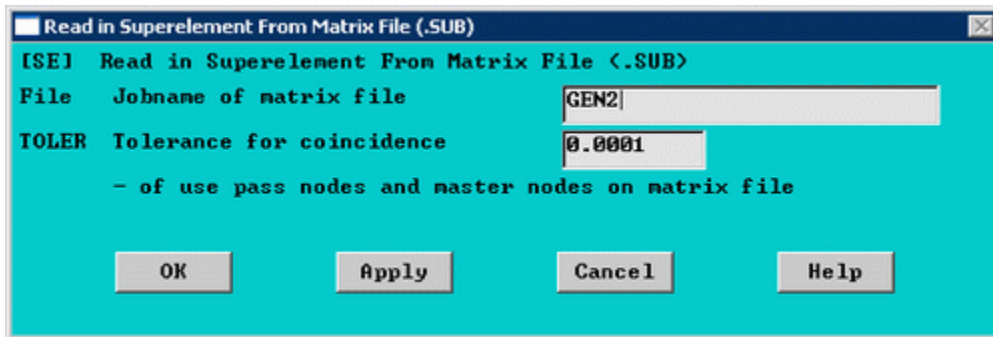 Read in Superelement From Matrix File (.SUB)
[SE] Read in Superelement From Matrix File (.SUB)
File Jobname of matrix file GEN2
TOLER Tolerance for coincidence 0.0001
- of use pass nodes and master nodes on matrix file
OK Apply Cancel Help